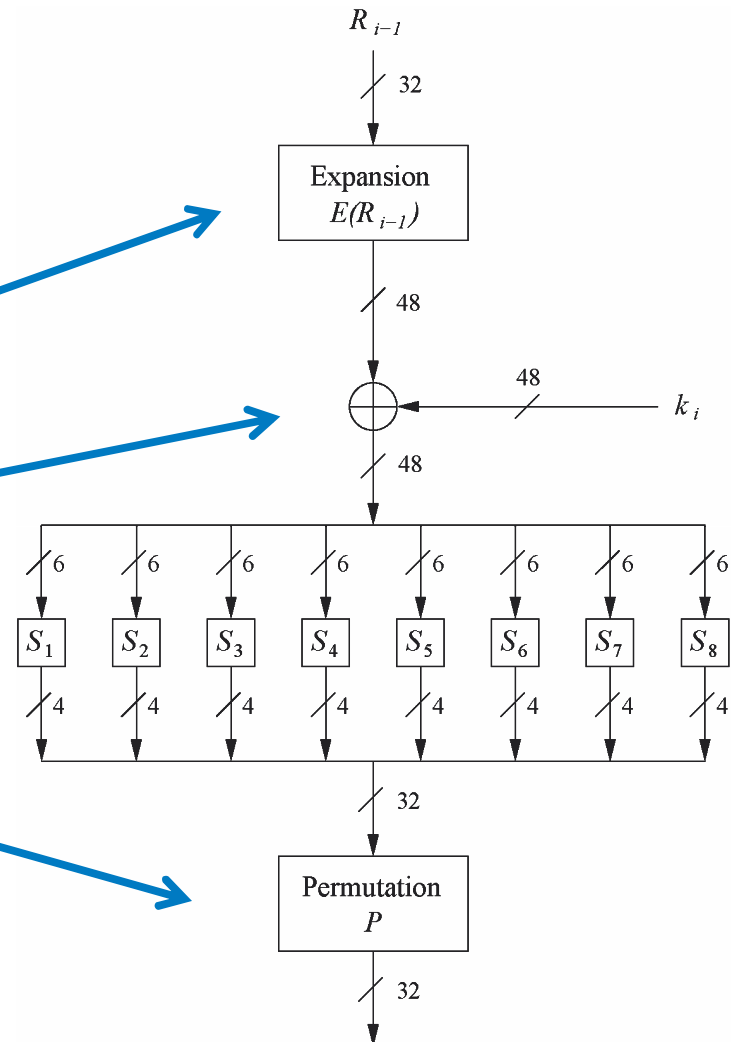 R i−1
32
Expansion
E(R i−1)
48
48
k i
48
6 6 6 6 6 6 6 6
S1 S2 S3 S4 S5 S6 S7 S8
4 4 4 4 4 4 4 4
32
Permutation
P
32